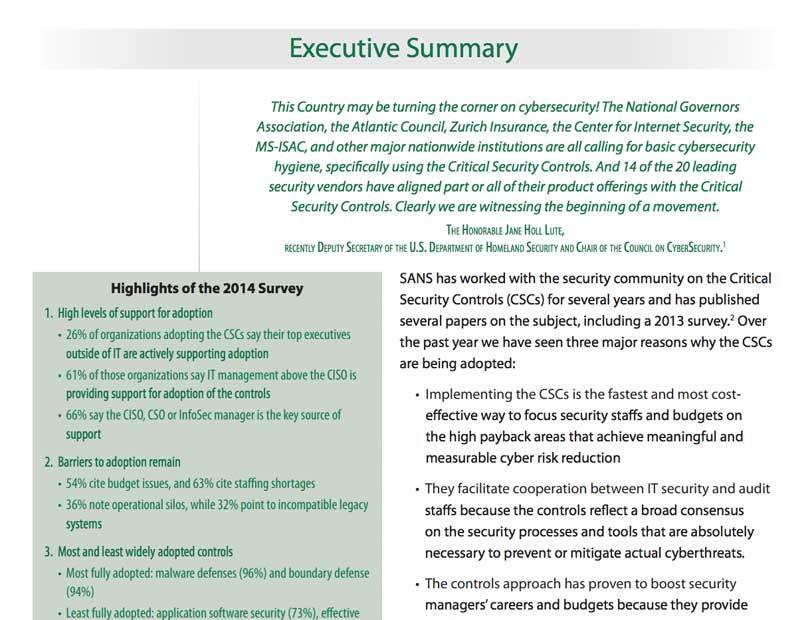 Executive Summary
This Country may be turning the corner on cybersecurity! The National Governors
Association, the Atlantic Council, Zurich Insurance, the Center for Internet Security, the
MS-ISAC, and other major nationwide institutions are all calling for basic cybersecurity
hygiene, specifically using the Critical Security Controls. And 14 of the 20 leading
security vendors have aligned part or all of their product offerings with the Critical
Security Controls. Clearly we are witnessing the beginning of a movement.
The Honorable Jane Holl Lute,
recently Deputy Secretary of the U.S. Department of Homeland Security and Chair of the Council on CyberSecurity.1
Highlights of the 2014 Survey
1. High levels of support for adoption
• 26% of organizations adopting the CSCs say their top executives
outside of IT are actively supporting adoption
• 61% of those organizations say IT management above the CISO is
providing support for adoption of the controls
• 66% say the CISO, CSO or InfoSec manager is the key source of
support
2. Barriers to adoption remain
• 54% cite budget issues, and 63% cite staffing shortages
• 36% note operational silos, while 32% point to incompatible legacy
systems
3. Most and least widely adopted controls
• Most fully adopted: malware defenses (96%) and boundary defense
(94%)
• Least fully adopted: application software security (73%), effective
SANS has worked with the security community on the Critical
Security Controls (CSCs) for several years and has published
several papers on the subject, including a 2013 survey.2 Over
the past year we have seen three major reasons why the CSCs
are being adopted:
• Implementing the CSCs is the fastest and most cost-
effective way to focus security staffs and budgets on
the high payback areas that achieve meaningful and
measurable cyber risk reduction
• They facilitate cooperation between IT security and audit
staffs because the controls reflect a broad consensus
on the security processes and tools that are absolutely
necessary to prevent or mitigate actual cyberthreats.
• The controls approach has proven to boost security
managers' careers and budgets because they provide